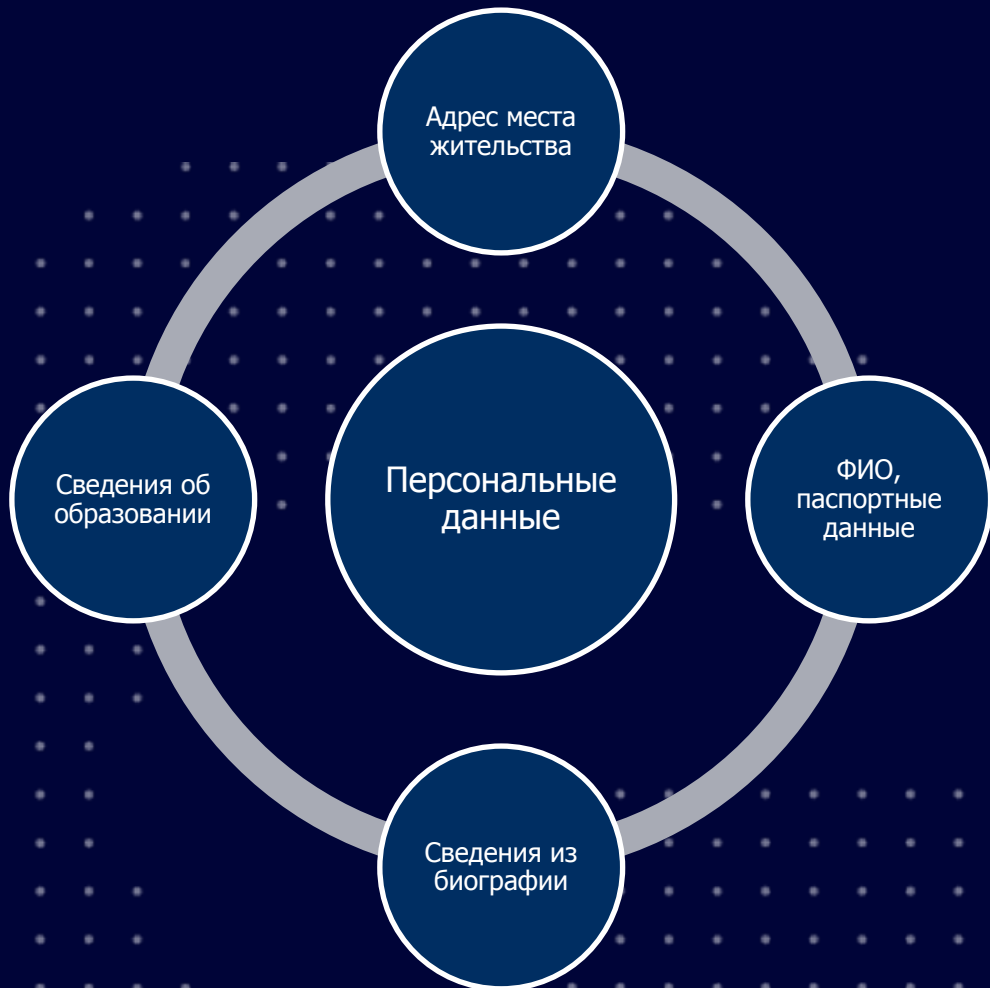 Адрес места
жительства
Сведения об
образовании
Персональные
данные
ФИО,
паспортные
данные
Сведения из
биографии